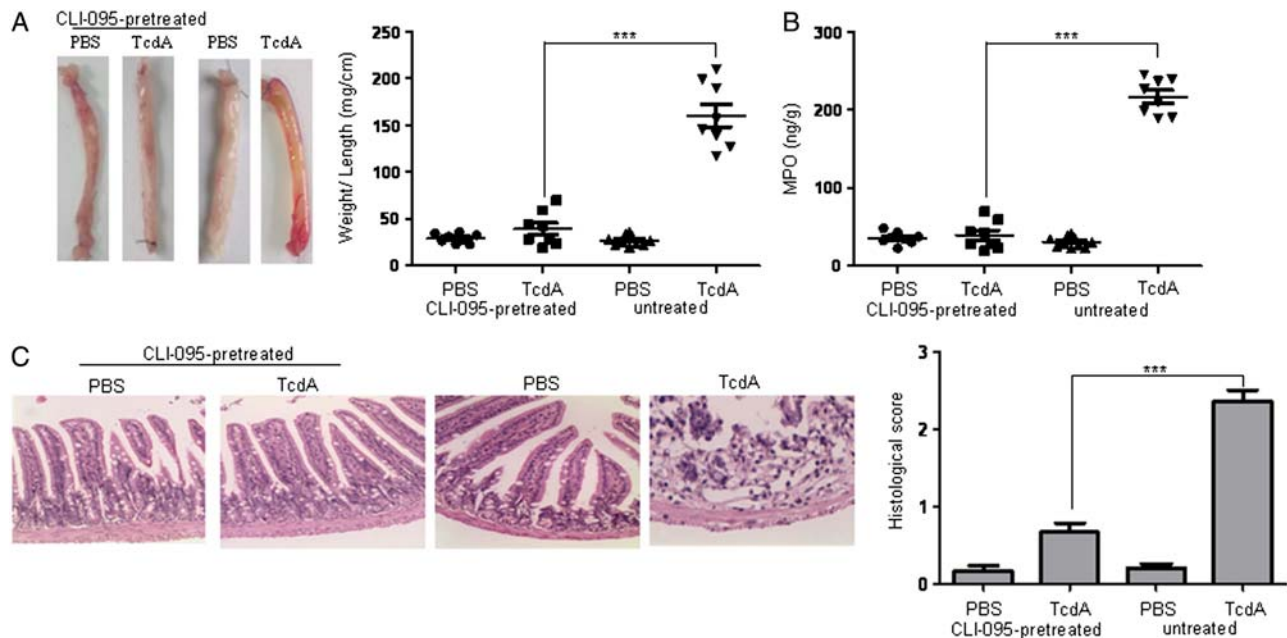 A
CLI-095-pretreated
PBS TcdA PBS TcdA
Weight/ Length (mg/cm)
250
200
150
100
50
0
***
PBS TcdA PBS TcdA
CLI-095-pretreated untreated
B
MPO (ng/g)
300
200
100
0
***
PBS TcdA PBS TcdA
CLI-095-pretreated untreated
C
CLI-095-pretreated
PBS TcdA PBS TcdA
Histological score
3
2
1
0
***
PBS TcdA PBS TcdA
CLI-095-pretreated untreated